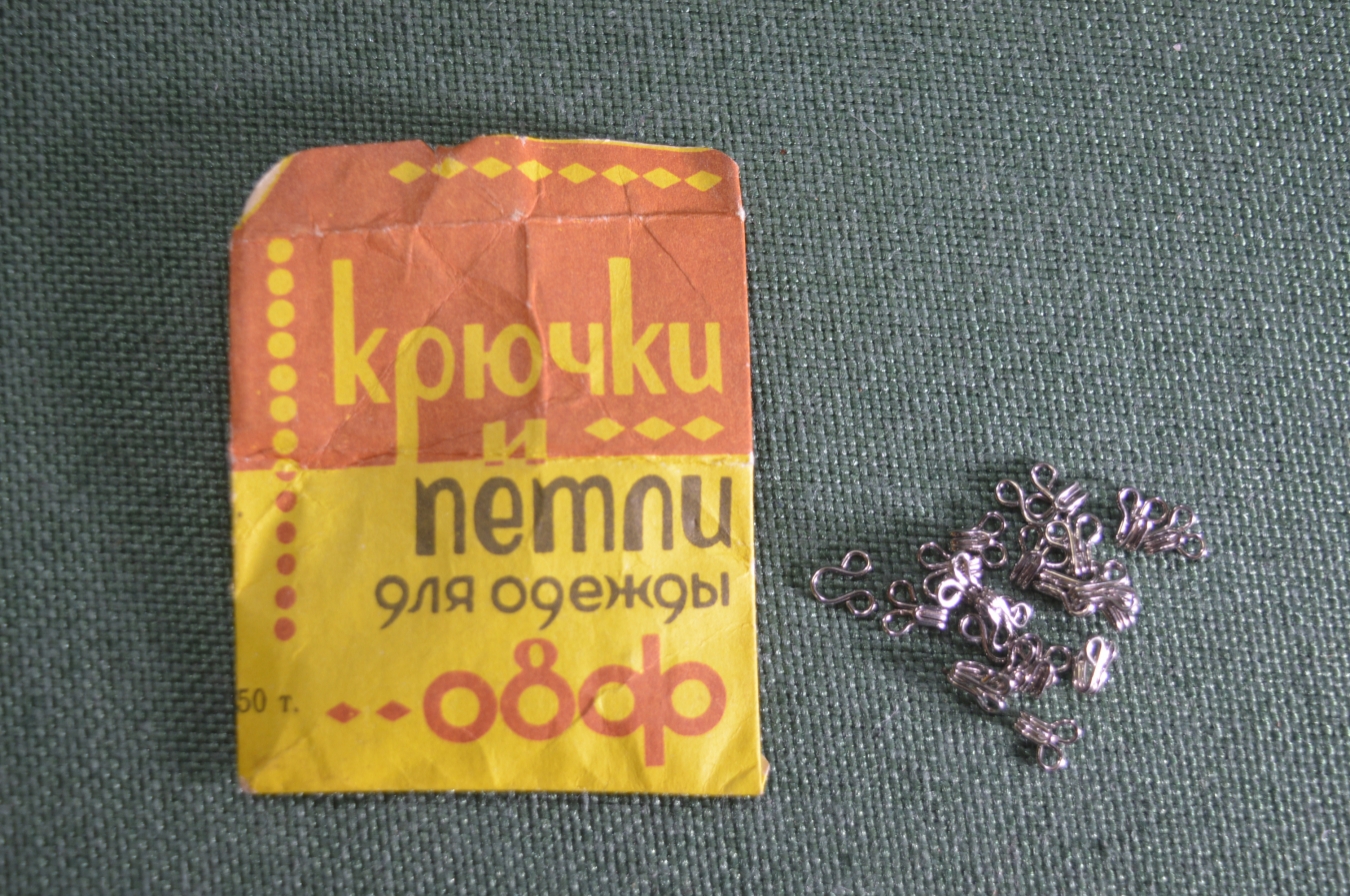 крючки
и
петли
для одежды
50 т.
овф